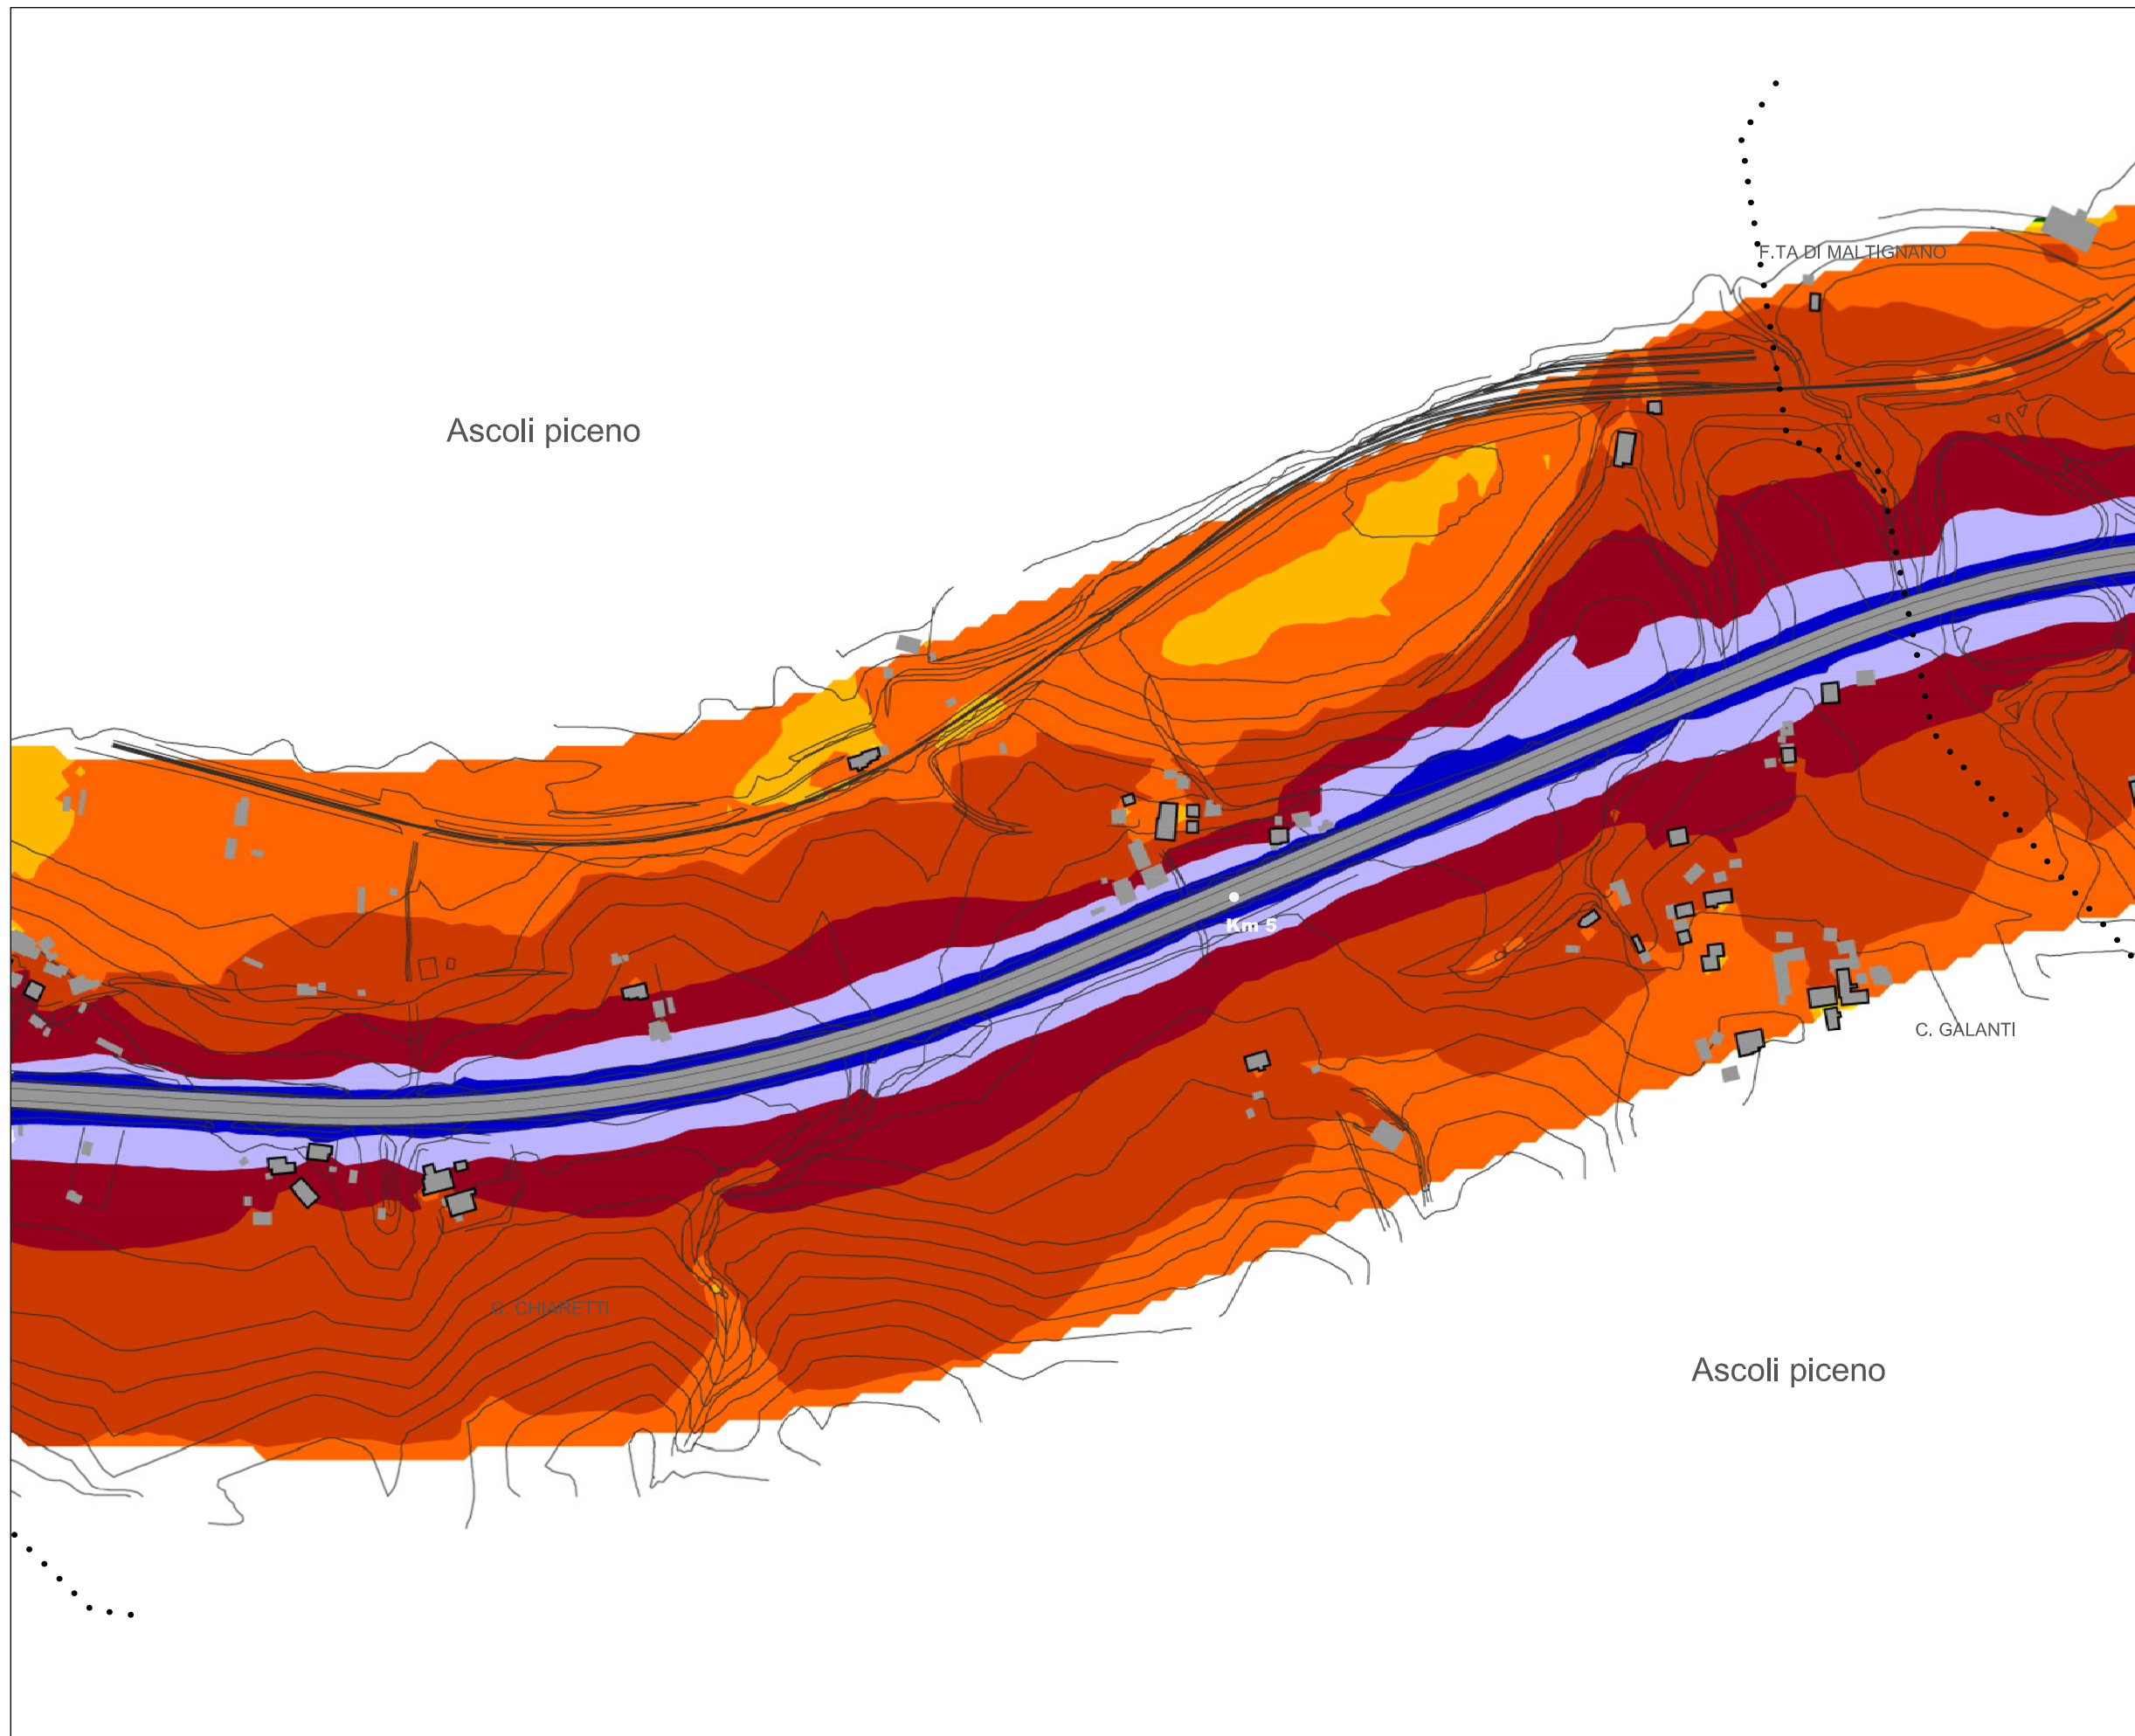 F.TA DI MALTIGNANO
Ascoli piceno
Km 5
C. GALANTI
C. CHIARETTI
Ascoli piceno